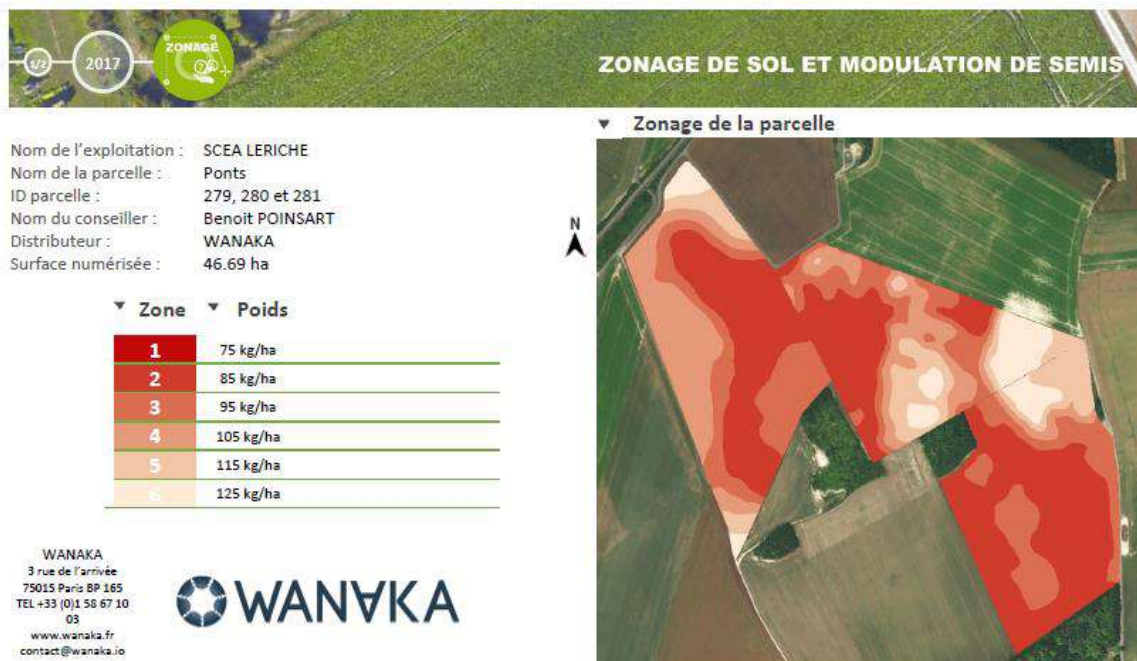 1/2
2017
ZONAGE
ZONAGE DE SOL ET MODULATION DE SEMIS
Nom de l'exploitation : SCEA LERICHE
Nom de la parcelle : Ponts
ID parcelle : 279, 280 et 281
Nom du conseiller : Benoit POINSART
Distributeur : WANAKA
Surface numérisée : 46.69 ha
Zone Poids
1 75 kg/ha
2 85 kg/ha
3 95 kg/ha
4 105 kg/ha
5 115 kg/ha
6 125 kg/ha
WANAKA
3 rue de l'arrivée
75015 Paris BP 165
TEL +33 (0)1 58 67 10
03
www.wanaka.fr
contact@wanaka.io
WANAKA
Zonage de la parcelle
N